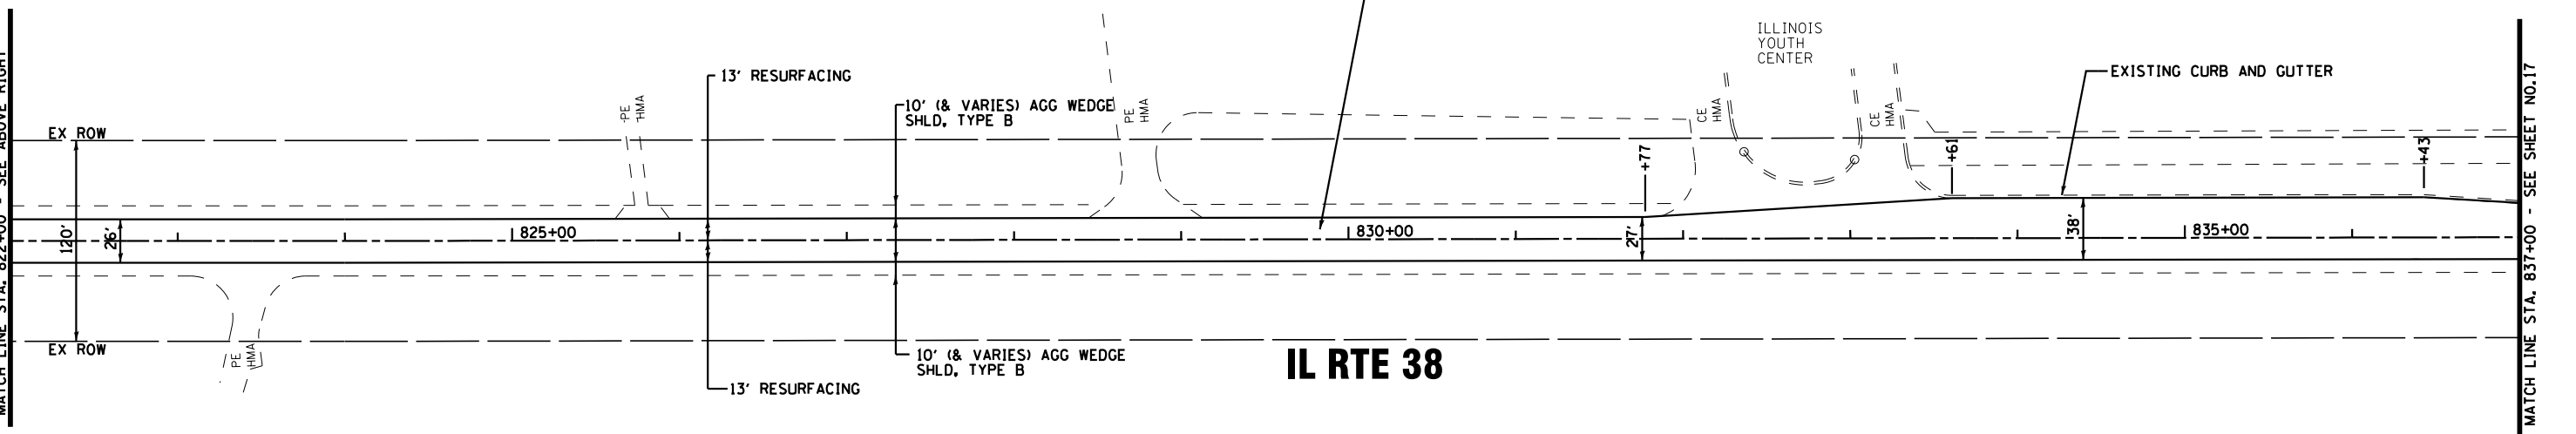 MATCH LINE STA. 822+00 - SEE ABOVE RIGHT
EX ROW
120'
26'
EX ROW
PE
HMA
825+00
PE
HMA
13' RESURFACING
13' RESURFACING
10' (& VARIES) AGG WEDGE
SHLD, TYPE B
10' (& VARIES) AGG WEDGE
SHLD, TYPE B
PE
HMA
IL RTE 38
830+00
+77
27'
CE
HMA
ILLINOIS
YOUTH
CENTER
CE
HMA
+61
EXISTING CURB AND GUTTER
38'
835+00
+43
MATCH LINE STA. 837+00 - SEE SHEET NO.17